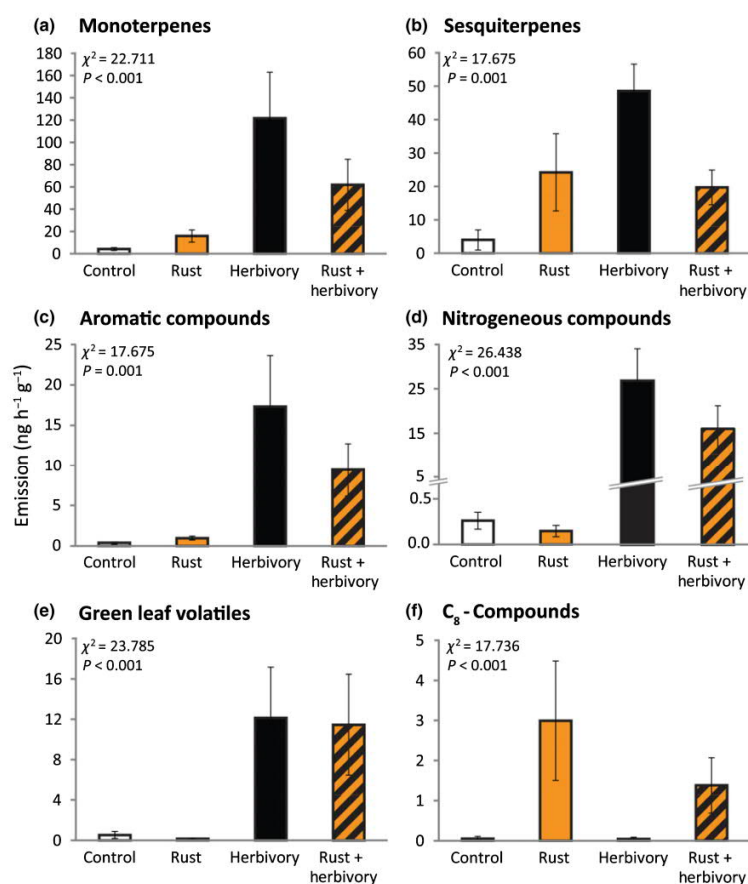 (a) Monoterpenes
χ² = 22.711
P < 0.001
180
160
140
120
100
80
60
40
20
0
Control Rust Herbivory Rust + herbivory
(b) Sesquiterpenes
χ² = 17.675
P = 0.001
60
50
40
30
20
10
0
Control Rust Herbivory Rust + herbivory
Emission (ng h⁻¹ g⁻¹)
(c) Aromatic compounds
χ² = 17.675
P = 0.001
25
20
15
10
5
0
Control Rust Herbivory Rust + herbivory
(d) Nitrogeneous compounds
χ² = 26.438
P < 0.001
35
25
15
5
0.5
0.0
Control Rust Herbivory Rust + herbivory
(e) Green leaf volatiles
χ² = 23.785
P < 0.001
20
16
12
8
4
0
Control Rust Herbivory Rust + herbivory
(f) C₈ - Compounds
χ² = 17.736
P < 0.001
5
4
3
2
1
0
Control Rust Herbivory Rust + herbivory